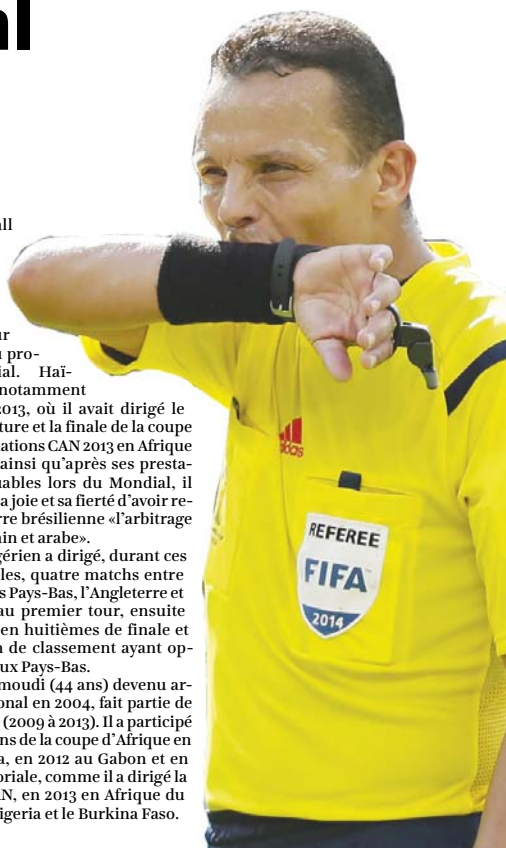 al
all
ur
pro-
ial. Haï-
notamment
2013, où il avait dirigé le
ture et la finale de la coupe
ations CAN 2013 en Afrique
ainsi qu'après ses presta-
uables lors du Mondial, il
a joie et sa fierté d'avoir re-
rre brésilienne «l'arbitrage
in et arabe».
gérien a dirigé, durant ces
les, quatre matchs entre
s Pays-Bas, l'Angleterre et
au premier tour, ensuite
en huitièmes de finale et
n de classement ayant op-
ux Pays-Bas.
moudi (44 ans) devenu ar-
onal en 2004, fait partie de
(2009 à 2013). Il a participé
ns de la coupe d'Afrique en
a, en 2012 au Gabon et en
oriale, comme il a dirigé la
AN, en 2013 en Afrique du
igeria et le Burkina Faso.
adidas
REFEREE
FIFA
2014